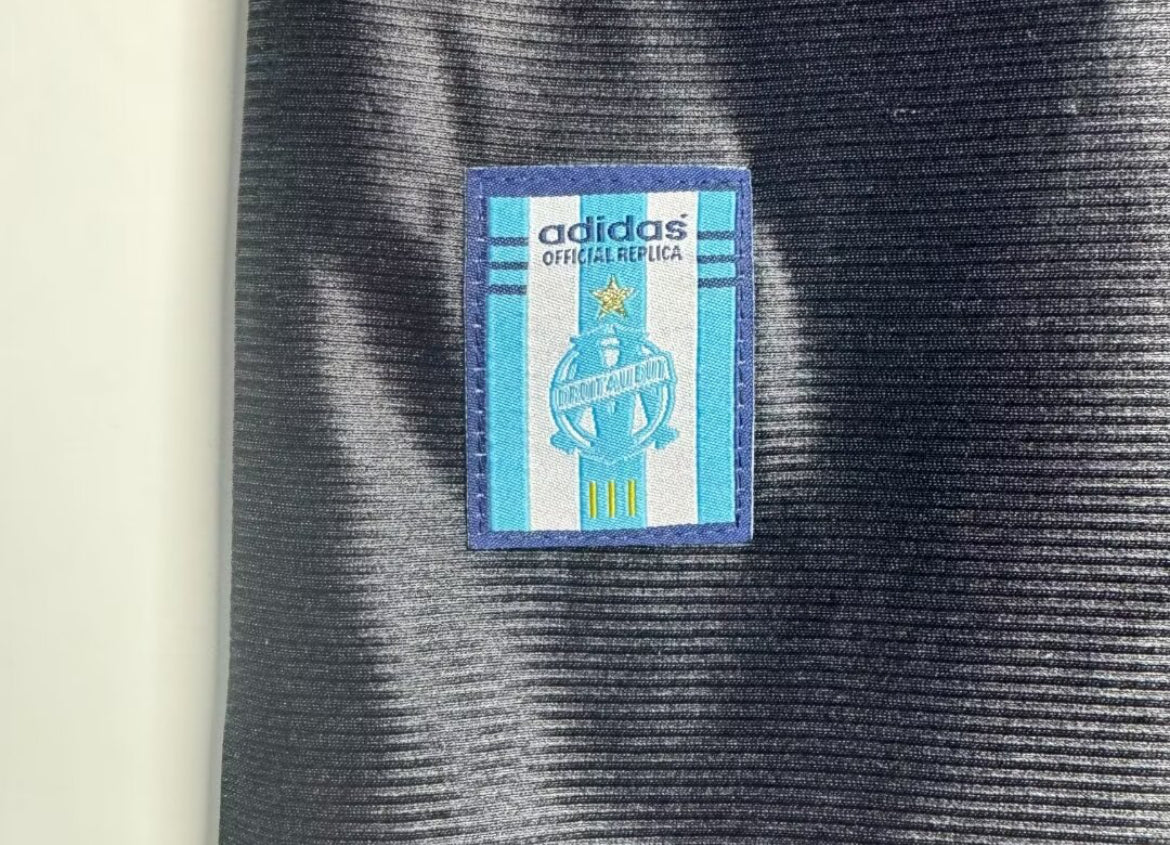 adidas
OFFICIAL REPLICA
DROIT AU BUT